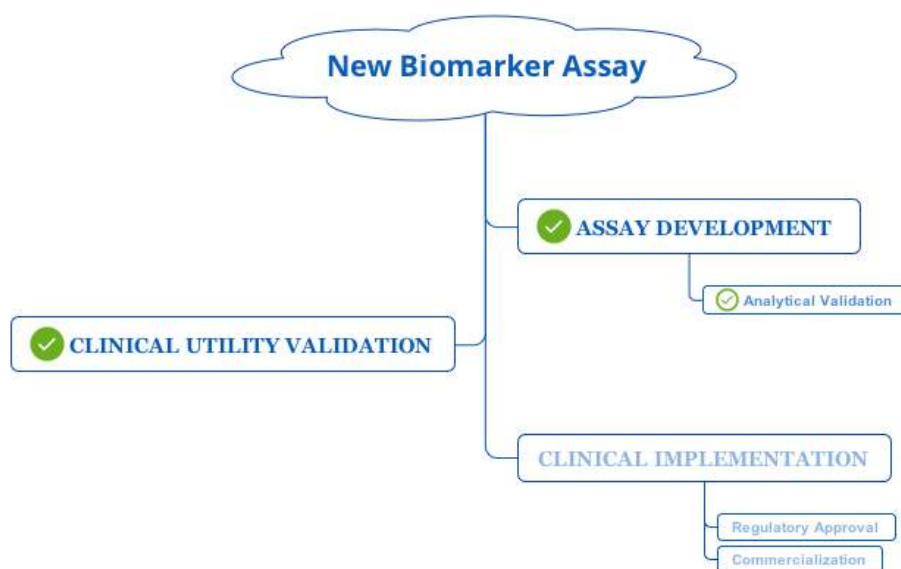 New Biomarker Assay
ASSAY DEVELOPMENT
Analytical Validation
CLINICAL UTILITY VALIDATION
CLINICAL IMPLEMENTATION
Regulatory Approval
Commercialization